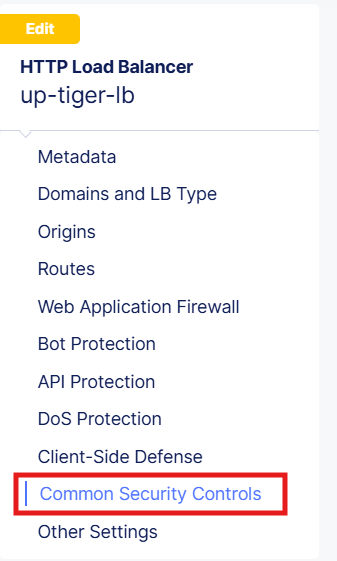 Edit
HTTP Load Balancer
up-tiger-lb
Metadata
Domains and LB Type
Origins
Routes
Web Application Firewall
Bot Protection
API Protection
DoS Protection
Client-Side Defense
Common Security Controls
Other Settings